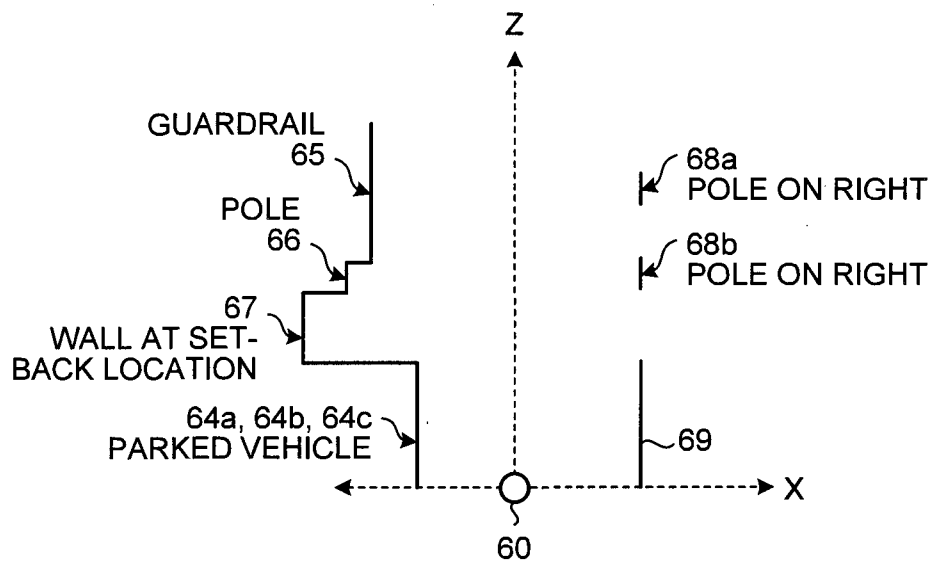 Z
GUARDRAIL
65
68a
POLE ON RIGHT
POLE
66
68b
POLE ON RIGHT
67
WALL AT SET-
BACK LOCATION
64a, 64b, 64c
PARKED VEHICLE
69
X
60